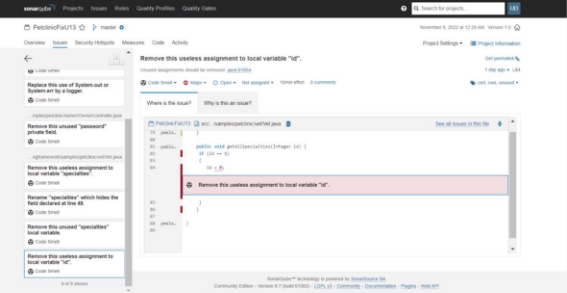 sonarqube Projects Issues Rules Quality Profiles Quality Gates Search for projects...
PetclinicFixU13 master
November 6, 2022 at 12:29 AM Version 1.0
Overview Issues Security Hotspots Measures Code Activity
Project Settings Project Information
Code Smell
Replace this use of System.out or
System.err by a logger.
Code Smell
Remove this unused "password"
private field.
Code Smell
Remove this useless assignment to
local variable "specialties".
Code Smell
Rename "specialties" which hides the
field declared at line 48.
Code Smell
Remove this unused "specialties"
local variable.
Code Smell
Remove this useless assignment to
local variable "id".
Code Smell
9 of 9 shown
Remove this useless assignment to local variable "id".
Get permalink
Unused assignments should be removed
1 day ago L84
Code Smell Major Open Not assigned 15min effort 0 comments
cert, cwe, unused
Where is the issue? Why is this an issue?
PetclinicFixU13 src/.../samples/petclinic/vet/Vet.java
See all issues in this file
79 }
80
81 public void getAllSpecialties(Integer id) {
82 if (id == 5)
83 {
84 id = 0;
Remove this useless assignment to local variable "id".
85 }
86 }
87
88 }
89
SonarQube™ technology is powered by SonarSource SA
Community Edition - Version 9.7 - LGPL v3 - Community - Documentation - Plugins - Web API